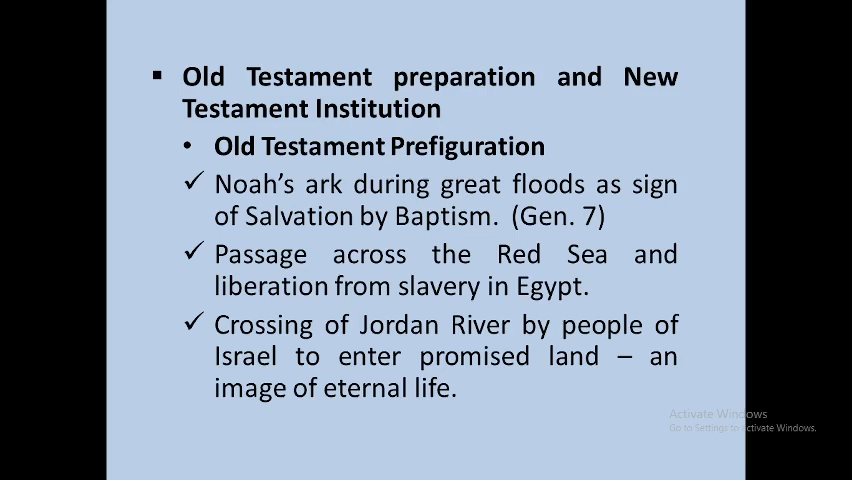 ▪ Old Testament preparation and New
Testament Institution
• Old Testament Prefiguration
✓ Noah's ark during great floods as sign
of Salvation by Baptism. (Gen. 7)
✓ Passage across the Red Sea and
liberation from slavery in Egypt.
✓ Crossing of Jordan River by people of
Israel to enter promised land – an
image of eternal life.
Activate Windows
Go to Settings to Activate Windows.